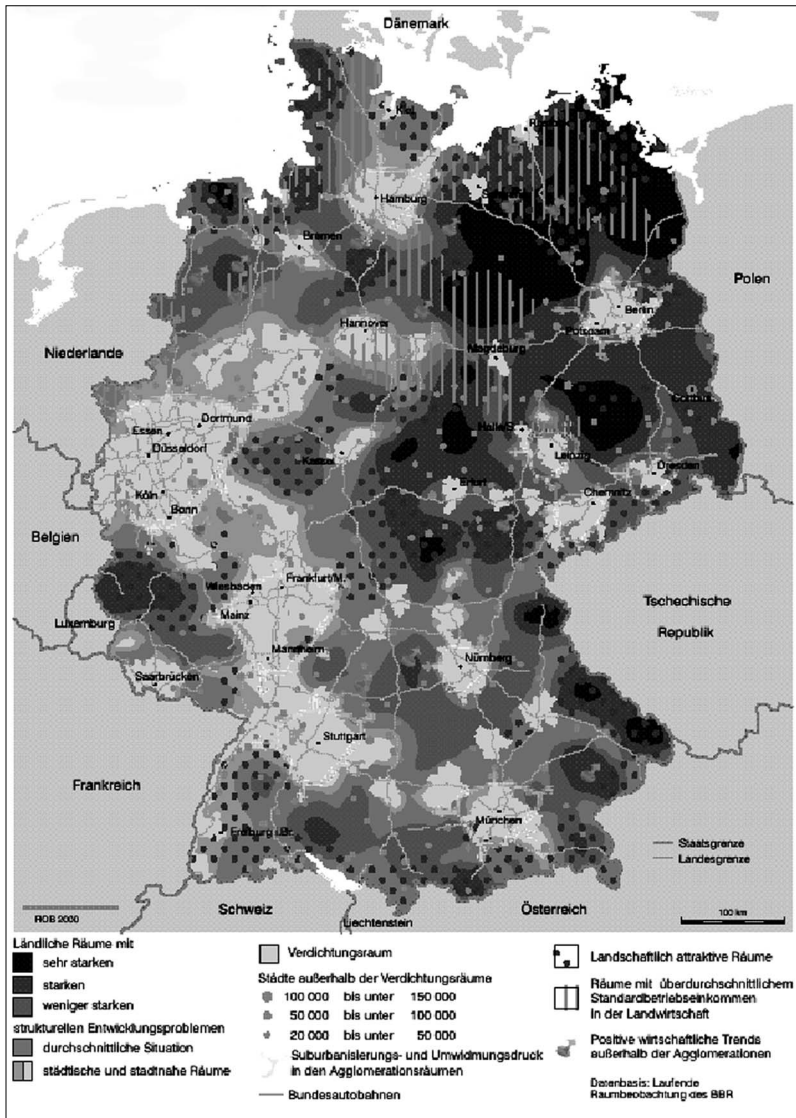 Dänemark
Kiel
Hamburg
Bremen
Polen
Berlin
Potsdam
Hannover
Magdeburg
Niederlande
Cottbus
Essen
Dortmund
Düsseldorf
Halle/S.
Leipzig
Kassel
Dresden
Erfurt
Köln
Chemnitz
Bonn
Belgien
Wiesbaden
Frankfurt/M.
Mainz
Tschechische
Luxemburg
Republik
Mannheim
Nürnberg
Saarbrücken
Stuttgart
Frankreich
München
Freiburg i.Br.
Staatsgrenze
Landesgrenze
ROB 2000
Schweiz
Österreich
100 km
Liechtenstein
Ländliche Räume mit
sehr starken
starken
weniger starken
strukturellen Entwicklungsproblemen
durchschnittliche Situation
städtische und stadtnahe Räume
Verdichtungsraum
Städte außerhalb der Verdichtungsräume
100 000 bis unter 150 000
50 000 bis unter 100 000
20 000 bis unter 50 000
Suburbanisierungs- und Umwidmungsdruck
in den Agglomerationsräumen
Bundesautobahnen
Landschaftlich attraktive Räume
Räume mit überdurchschnittlichem
Standardbetriebseinkommen
in der Landwirtschaft
Positive wirtschaftliche Trends
außerhalb der Agglomerationen
Datenbasis: Laufende
Raumbeobachtung des BBR